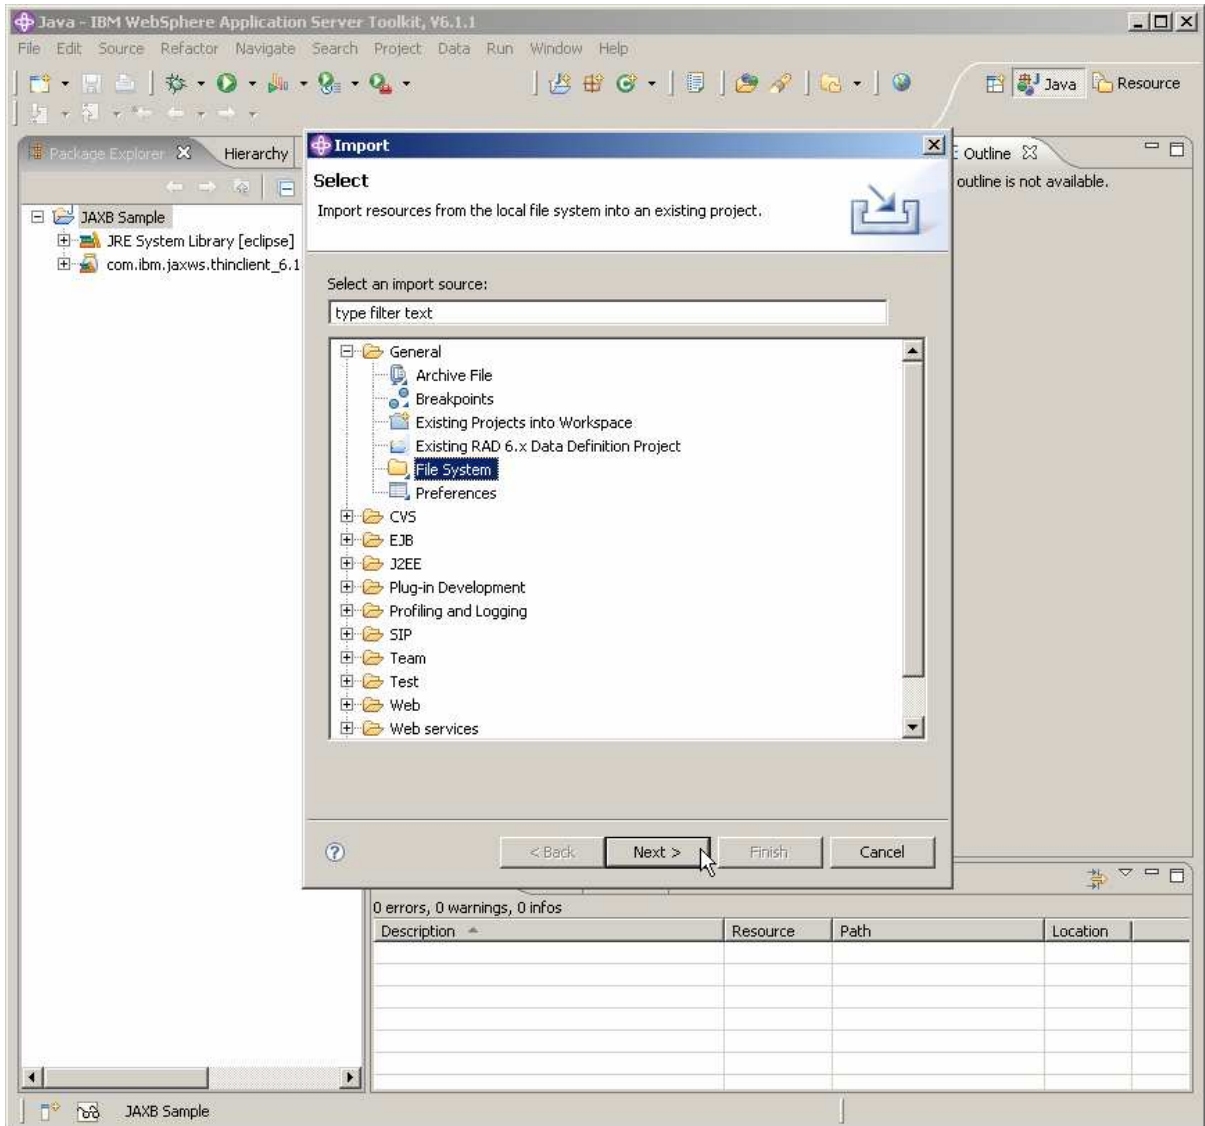 Java - IBM WebSphere Application Server Toolkit, V6.1.1
File Edit Source Refactor Navigate Search Project Data Run Window Help
Java Resource
Package Explorer Hierarchy
JAXB Sample
JRE System Library [eclipse]
com.ibm.jaxws.thinclient_6.1
Import
Select
Import resources from the local file system into an existing project.
Select an import source:
type filter text
General
Archive File
Breakpoints
Existing Projects into Workspace
Existing RAD 6.x Data Definition Project
File System
Preferences
CVS
EJB
J2EE
Plug-in Development
Profiling and Logging
SIP
Team
Test
Web
Web services
< Back Next > Finish Cancel
Outline
outline is not available.
0 errors, 0 warnings, 0 infos
Description Resource Path Location
JAXB Sample